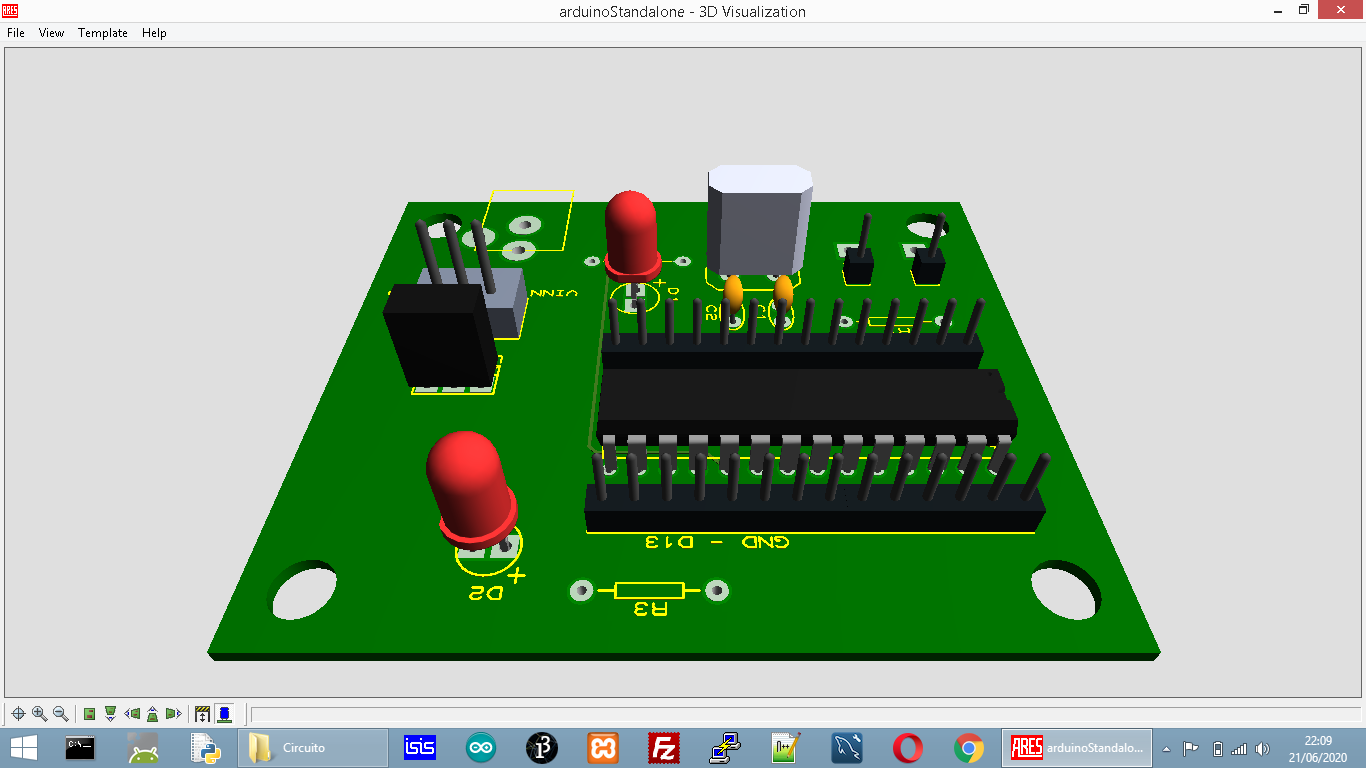 ARES
arduinoStandalone - 3D Visualization
File View Template Help
VINN
D1
C2
GND - D13
D2
R3
C:\
Circuito
isis
Fz
n++
ARES
arduinoStandalo...
22:09
21/06/2020